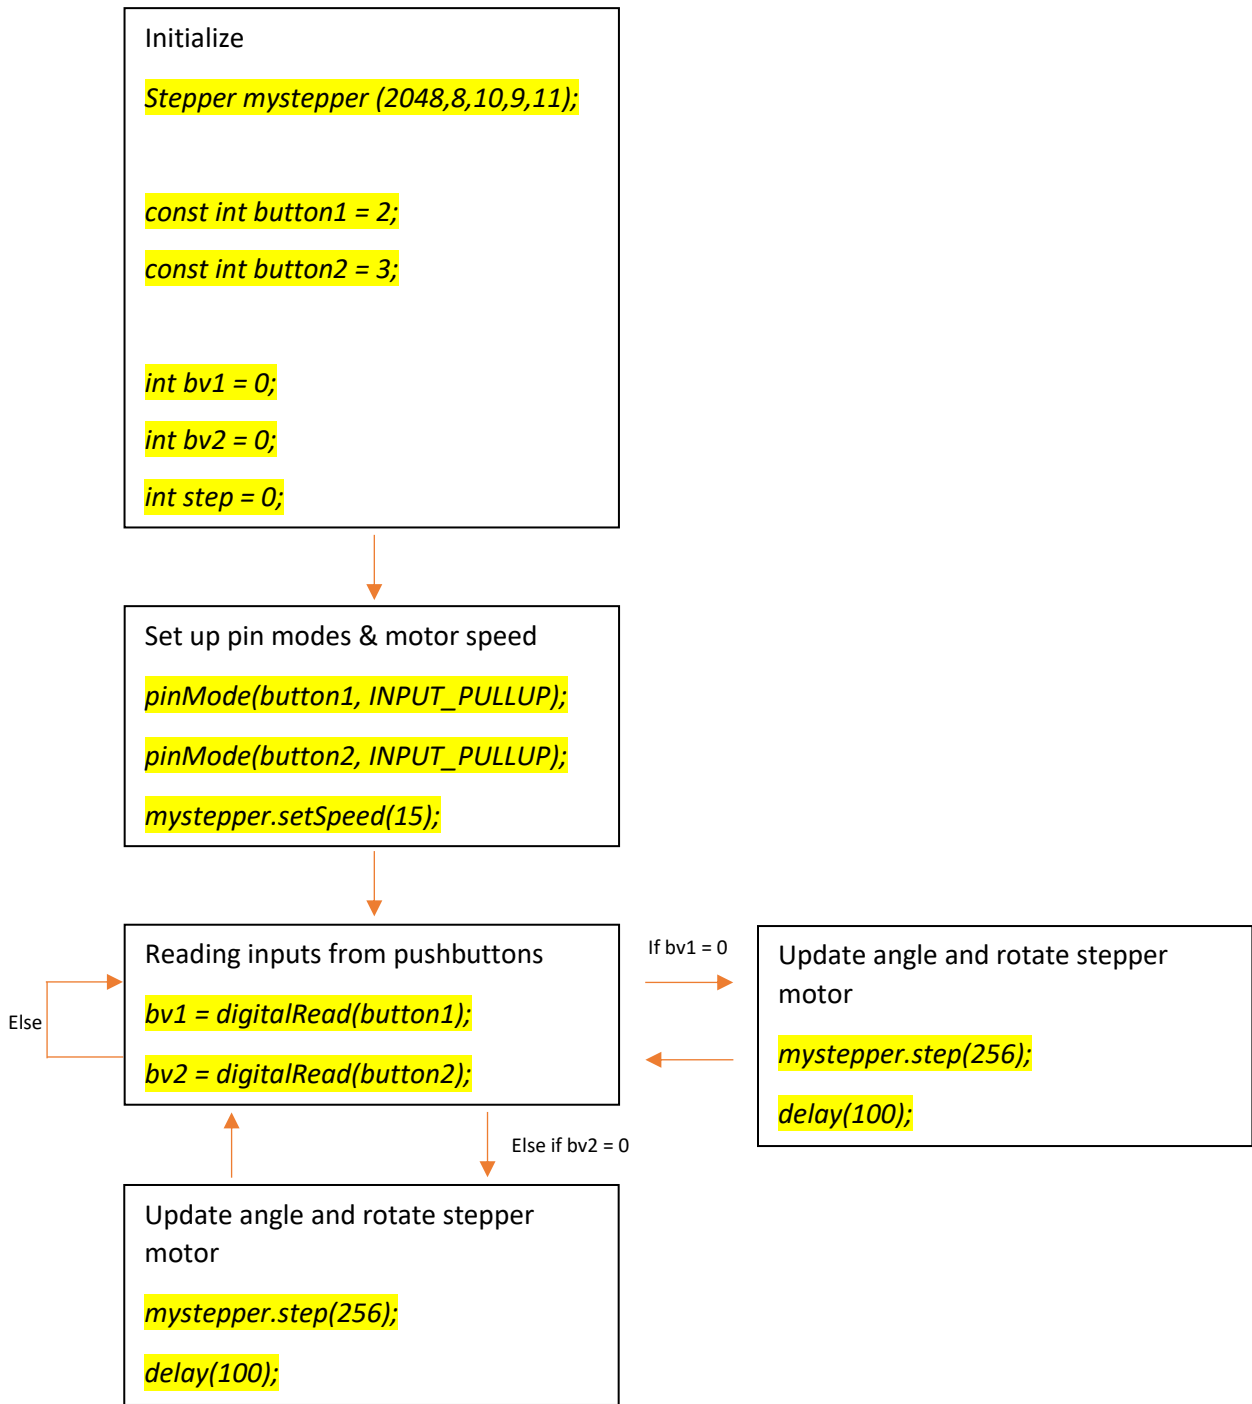 Initialize
Stepper mystepper (2048,8,10,9,11);
const int button1 = 2;
const int button2 = 3;
int bv1 = 0;
int bv2 = 0;
int step = 0;
Set up pin modes & motor speed
pinMode(button1, INPUT_PULLUP);
pinMode(button2, INPUT_PULLUP);
mystepper.setSpeed(15);
Else
Reading inputs from pushbuttons
bv1 = digitalRead(button1);
bv2 = digitalRead(button2);
If bv1 = 0
Update angle and rotate stepper
motor
mystepper.step(256);
delay(100);
Else if bv2 = 0
Update angle and rotate stepper
motor
mystepper.step(256);
delay(100);